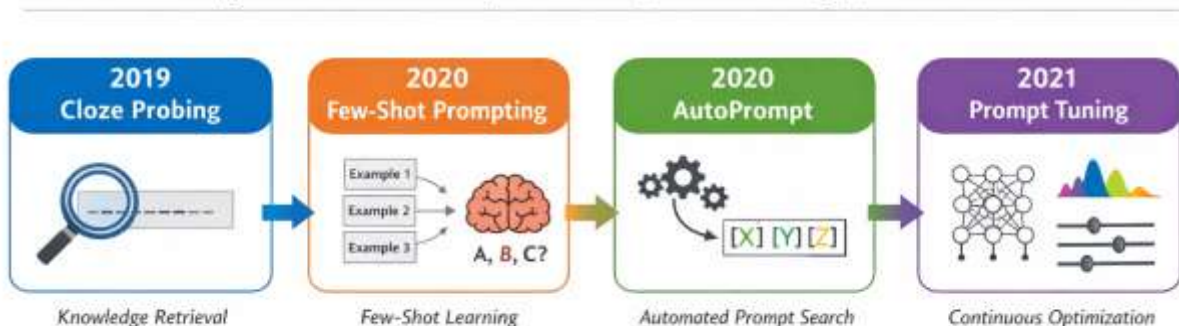 2019
Cloze Probing
2020
Few-Shot Prompting
2020
AutoPrompt
2021
Prompt Tuning
Example 1
Example 2
Example 3
A, B, C?
[X] [Y] [Z]
Knowledge Retrieval
Few-Shot Learning
Automated Prompt Search
Continuous Optimization